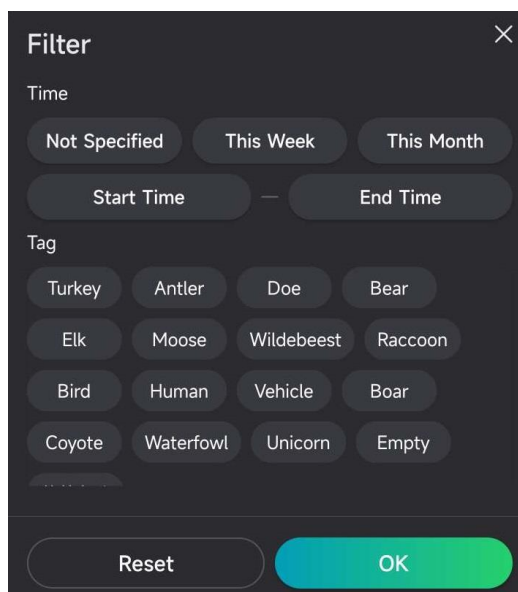 Filter
Time
Not Specified This Week This Month
Start Time — End Time
Tag
Turkey Antler Doe Bear
Elk Moose Wildebeest Raccoon
Bird Human Vehicle Boar
Coyote Waterfowl Unicorn Empty
Reset OK